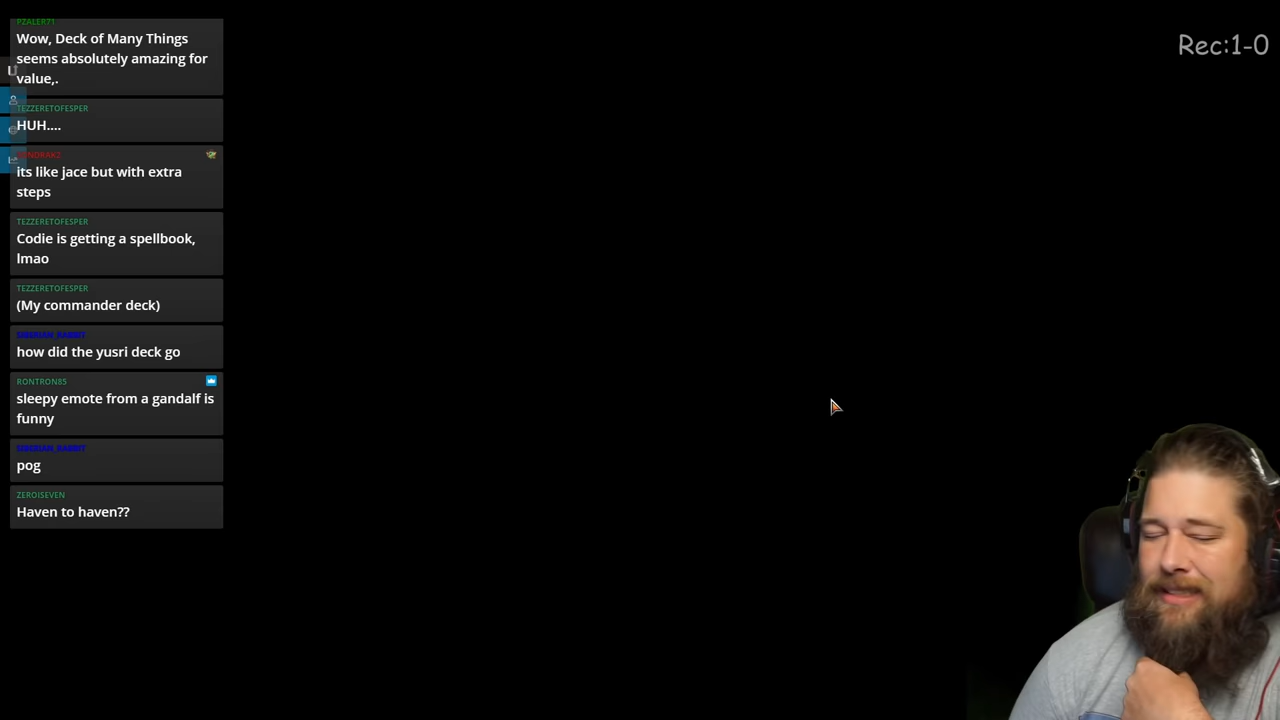 PZALER71
Wow, Deck of Many Things
seems absolutely amazing for
value,.
Rec:1-0
TEZZERETOFESPER
HUH....
its like jace but with extra
steps
TEZZERETOFESPER
Codie is getting a spellbook,
lmao
TEZZERETOFESPER
(My commander deck)
SIBERIAN_RABBIT
how did the yusri deck go
RONTRON85
sleepy emote from a gandalf is
funny
SIBERIAN_RABBIT
pog
ZEROISEVEN
Haven to haven??